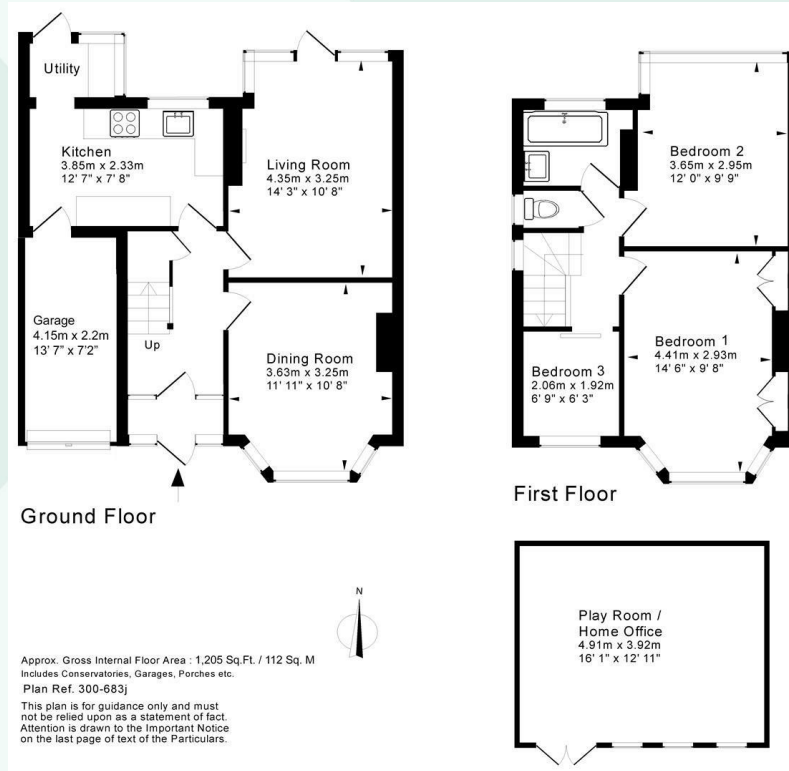 Utility
Kitchen
3.85m x 2.33m
12' 7" x 7' 8"
Living Room
4.35m x 3.25m
14' 3" x 10' 8"
Garage
4.15m x 2.2m
13' 7" x 7'2"
Up
Dining Room
3.63m x 3.25m
11' 11" x 10' 8"
Ground Floor
Bedroom 2
3.65m x 2.95m
12' 0" x 9' 9"
Bedroom 1
4.41m x 2.93m
14' 6" x 9' 8"
Bedroom 3
2.06m x 1.92m
6' 9" x 6' 3"
First Floor
Play Room /
Home Office
4.91m x 3.92m
16' 1" x 12' 11"
N
Approx. Gross Internal Floor Area : 1,205 Sq.Ft. / 112 Sq. M
Includes Conservatories, Garages, Porches etc.
Plan Ref. 300-683j
This plan is for guidance only and must
not be relied upon as a statement of fact.
Attention is drawn to the Important Notice
on the last page of text of the Particulars.